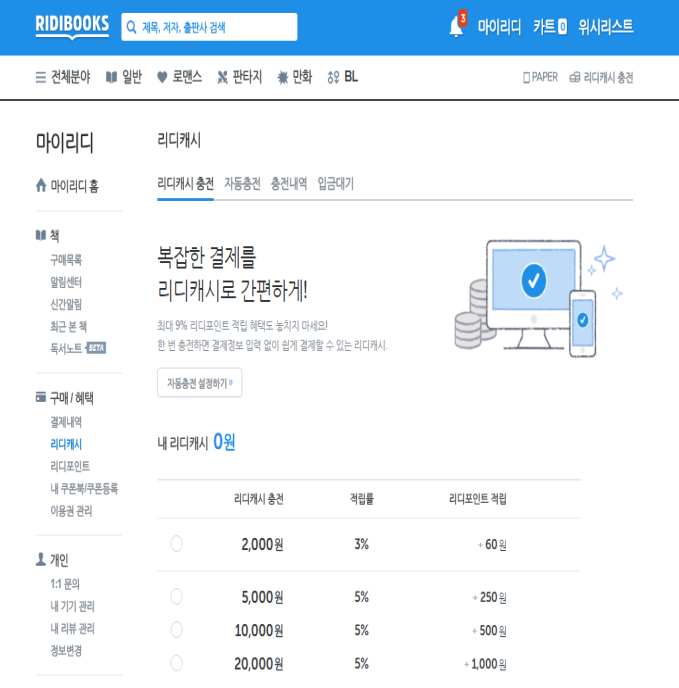 RIDIBOOKS 제목, 저자, 출판사 검색 3 마이리디 카트 0 위시리스트
전체분야 일반 로맨스 판타지 만화 BL PAPER 리디캐시 충전
마이리디
마이리디 홈
책
구매목록
알림센터
신간알림
최근 본 책
독서노트 BETA
구매 / 혜택
결제내역
리디캐시
리디포인트
내 쿠폰북/쿠폰등록
이용권 관리
개인
1:1 문의
내 기기 관리
내 리뷰 관리
정보변경
리디캐시
리디캐시 충전 자동충전 충전내역 입금대기
복잡한 결제를
리디캐시로 간편하게!
최대 9% 리디포인트 적립 혜택도 놓치지 마세요!
한 번 충전하면 결제정보 입력 없이 쉽게 결제할 수 있는 리디캐시.
자동충전 설정하기 »
내 리디캐시 0원
리디캐시 충전 적립률 리디포인트 적립
2,000원 3% + 60 원
5,000원 5% + 250 원
10,000원 5% + 500 원
20,000원 5% + 1,000 원